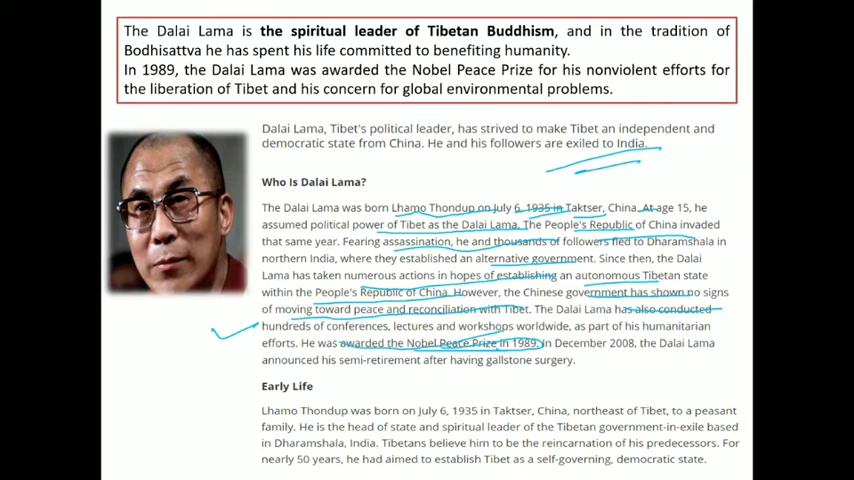 The Dalai Lama is the spiritual leader of Tibetan Buddhism, and in the tradition of
Bodhisattva he has spent his life committed to benefiting humanity.
In 1989, the Dalai Lama was awarded the Nobel Peace Prize for his nonviolent efforts for
the liberation of Tibet and his concern for global environmental problems.
Dalai Lama, Tibet's political leader, has strived to make Tibet an independent and
democratic state from China. He and his followers are exiled to India.
Who Is Dalai Lama?
The Dalai Lama was born Lhamo Thondup on July 6, 1935 in Taktser, China. At age 15, he
assumed political power of Tibet as the Dalai Lama. The People's Republic of China invaded
that same year. Fearing assassination, he and thousands of followers fled to Dharamshala in
northern India, where they established an alternative government. Since then, the Dalai
Lama has taken numerous actions in hopes of establishing an autonomous Tibetan state
within the People's Republic of China. However, the Chinese government has shown no signs
of moving toward peace and reconciliation with Tibet. The Dalai Lama has also conducted
hundreds of conferences, lectures and workshops worldwide, as part of his humanitarian
efforts. He was awarded the Nobel Peace Prize in 1989. In December 2008, the Dalai Lama
announced his semi-retirement after having gallstone surgery.
Early Life
Lhamo Thondup was born on July 6, 1935 in Taktser, China, northeast of Tibet, to a peasant
family. He is the head of state and spiritual leader of the Tibetan government-in-exile based
in Dharamshala, India. Tibetans believe him to be the reincarnation of his predecessors. For
nearly 50 years, he had aimed to establish Tibet as a self-governing, democratic state.